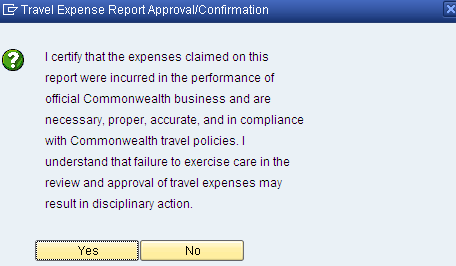 Travel Expense Report Approval/Confirmation
I certify that the expenses claimed on this
report were incurred in the performance of
official Commonwealth business and are
necessary, proper, accurate, and in compliance
with Commonwealth travel policies. I
understand that failure to exercise care in the
review and approval of travel expenses may
result in disciplinary action.
Yes No